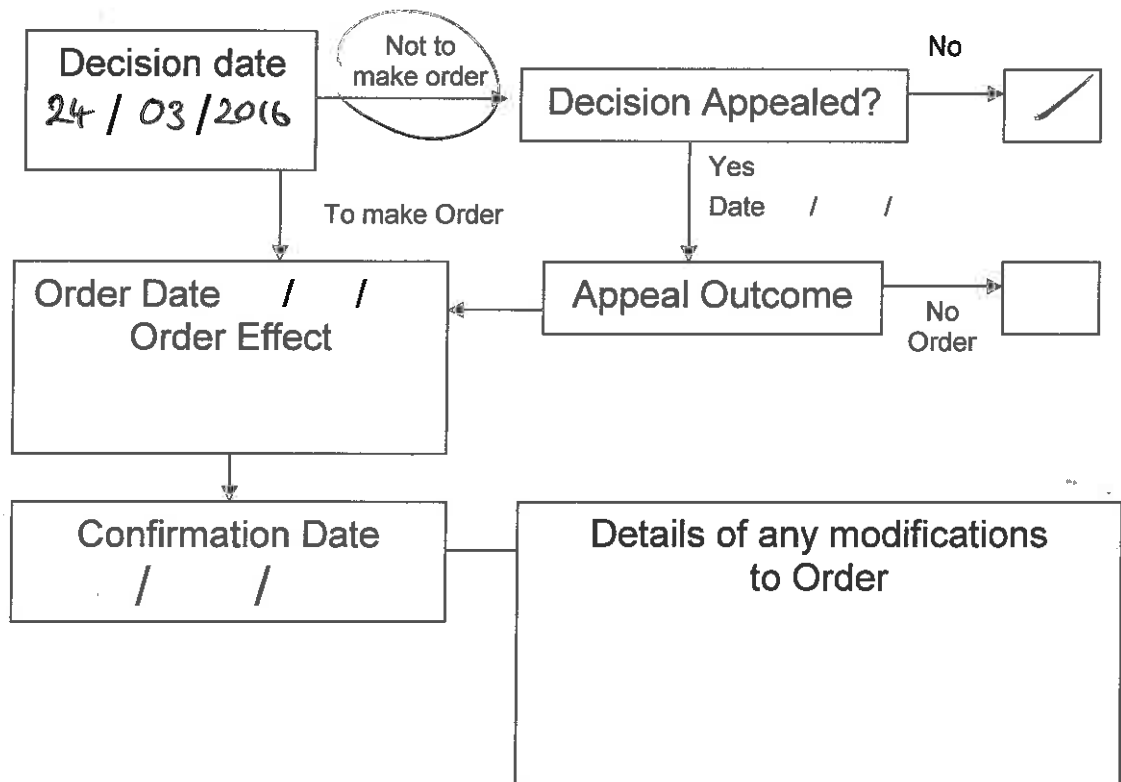 Decision date
24 / 03 / 2016
Not to
make order
Decision Appealed?
No
Yes
Date / /
To make Order
Order Date / /
Order Effect
Appeal Outcome
No
Order
Confirmation Date
/ /
Details of any modifications
to Order